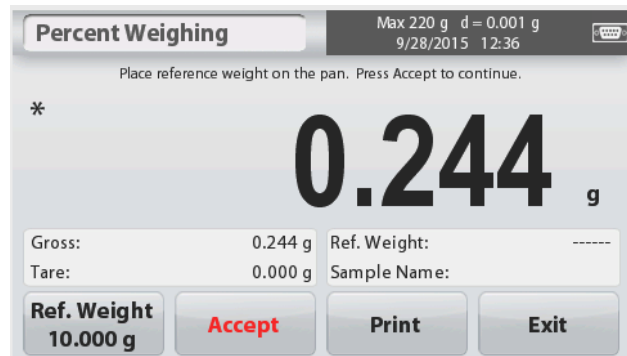 Percent Weighing
Max 220 g d = 0.001 g
9/28/2015 12:36
Place reference weight on the pan. Press Accept to continue.
*
0.244 g
Gross: 0.244 g Ref. Weight: ------
Tare: 0.000 g Sample Name:
Ref. Weight
10.000 g
Accept
Print
Exit